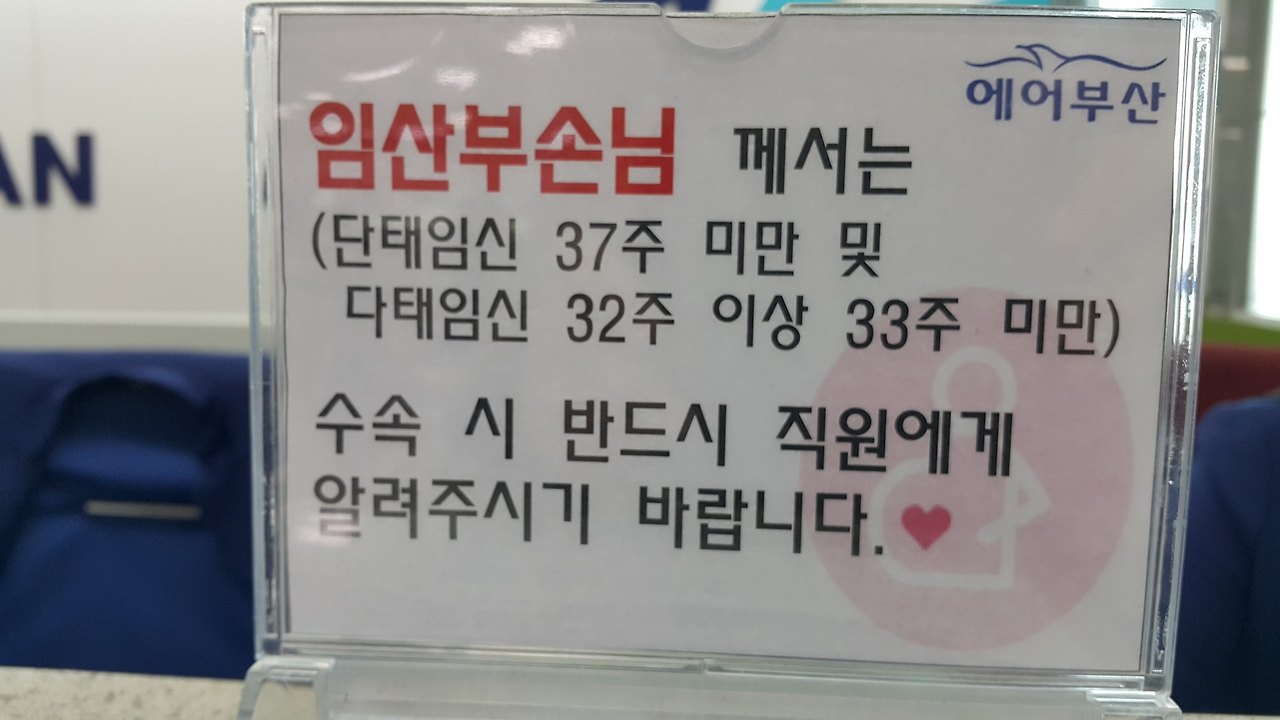 에어부산
임산부손님 께서는
(단태임신 37주 미만 및
다태임신 32주 이상 33주 미만)
수속 시 반드시 직원에게
알려주시기 바랍니다.♥
AN